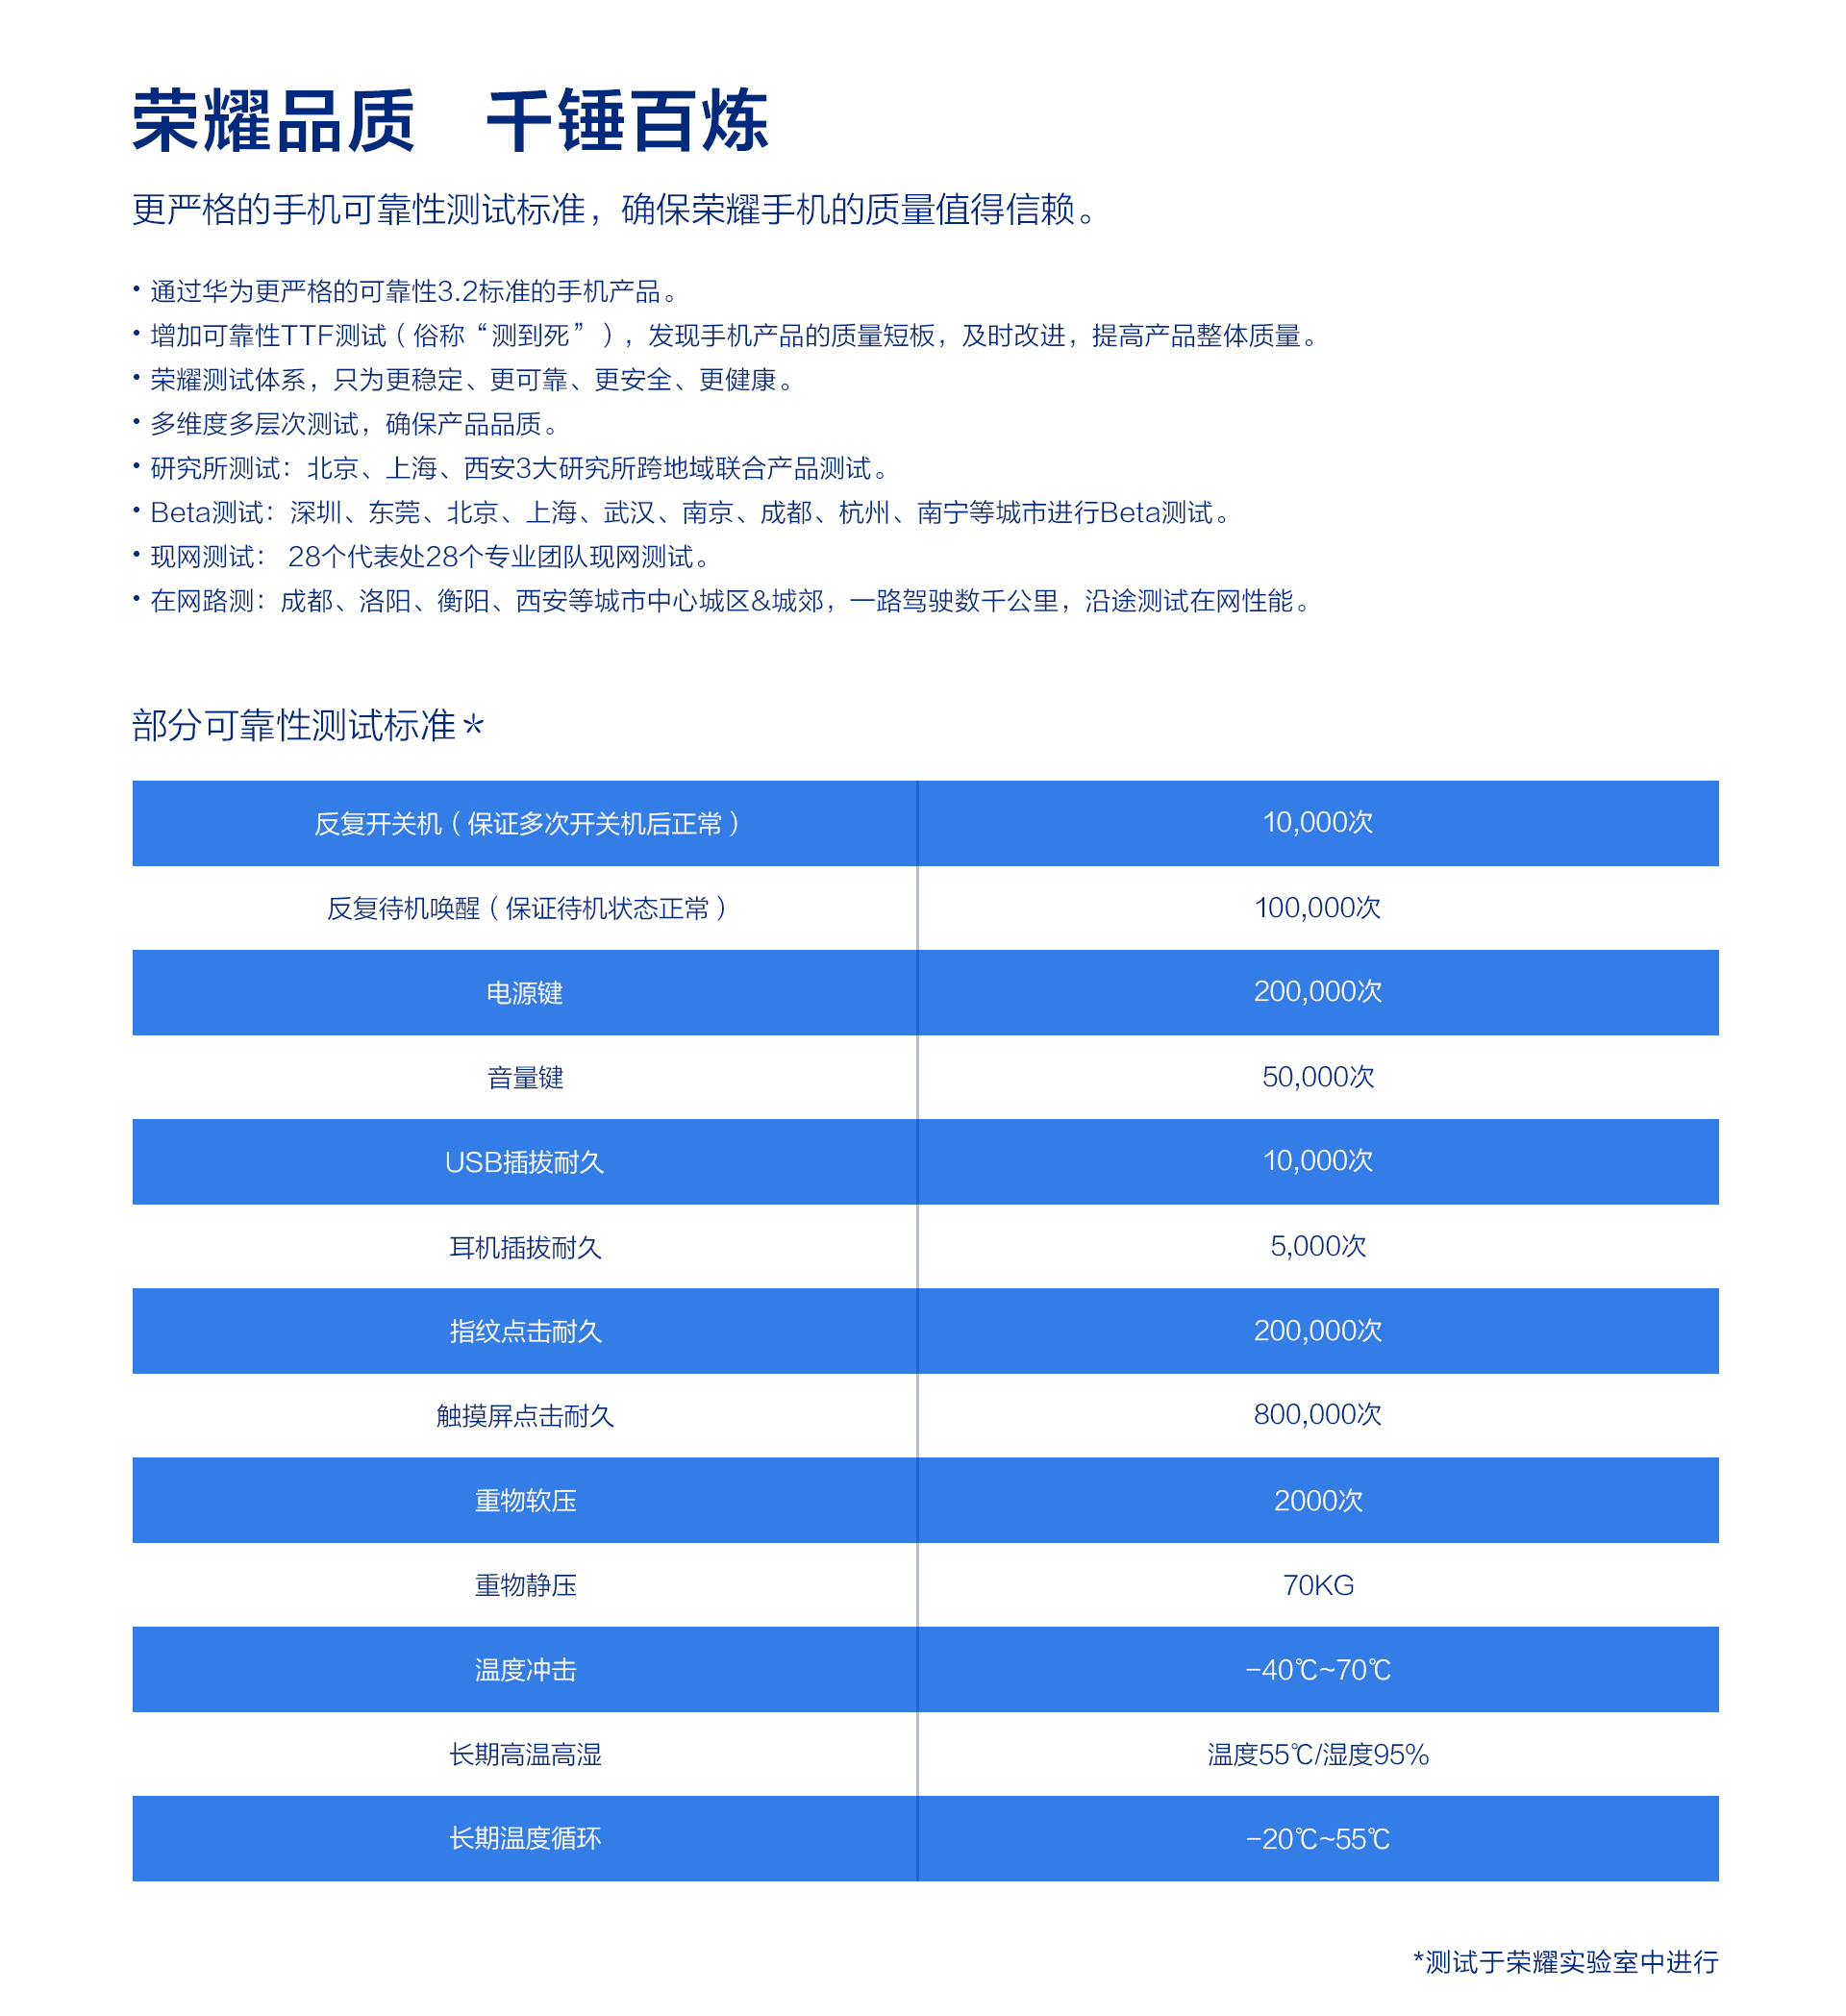 荣耀品质 千锤百炼
更严格的手机可靠性测试标准，确保荣耀手机的质量值得信赖。
• 通过华为更严格的可靠性3.2标准的手机产品。
• 增加可靠性TTF测试（俗称“测到死”），发现手机产品的质量短板，及时改进，提高产品整体质量。
• 荣耀测试体系，只为更稳定、更可靠、更安全、更健康。
• 多维度多层次测试，确保产品品质。
• 研究所测试：北京、上海、西安3大研究所跨地域联合产品测试。
• Beta测试：深圳、东莞、北京、上海、武汉、南京、成都、杭州、南宁等城市进行Beta测试。
• 现网测试： 28个代表处28个专业团队现网测试。
• 在网路测：成都、洛阳、衡阳、西安等城市中心城区&城郊，一路驾驶数千公里，沿途测试在网性能。
部分可靠性测试标准*
反复开关机（保证多次开关机后正常） 10,000次
反复待机唤醒（保证待机状态正常） 100,000次
电源键 200,000次
音量键 50,000次
USB插拔耐久 10,000次
耳机插拔耐久 5,000次
指纹点击耐久 200,000次
触摸屏点击耐久 800,000次
重物软压 2000次
重物静压 70KG
温度冲击 -40℃~70℃
长期高温高湿 温度55℃/湿度95%
长期温度循环 -20℃~55℃
*测试于荣耀实验室中进行